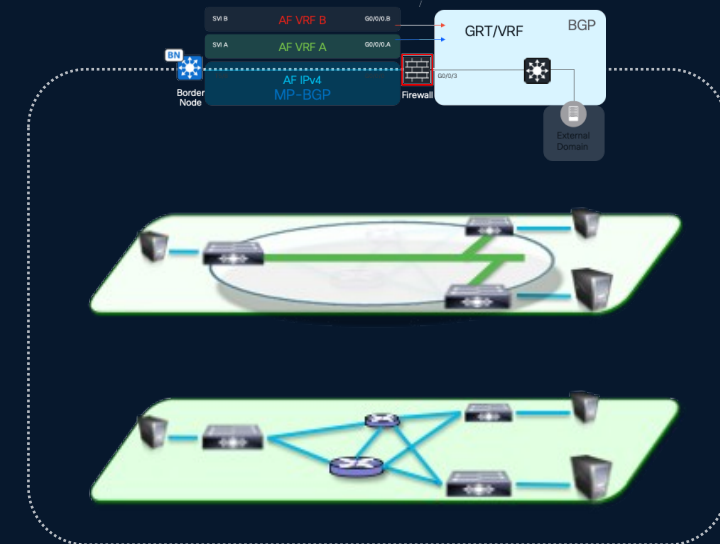 SVI B
AF VRF B
G0/0/0.B
SVI A
AF VRF A
G0/0/0.A
GRT/VRF
BGP
BN
AF IPv4
MP-BGP
Border
Node
Firewall
G0/0/3
External
Domain